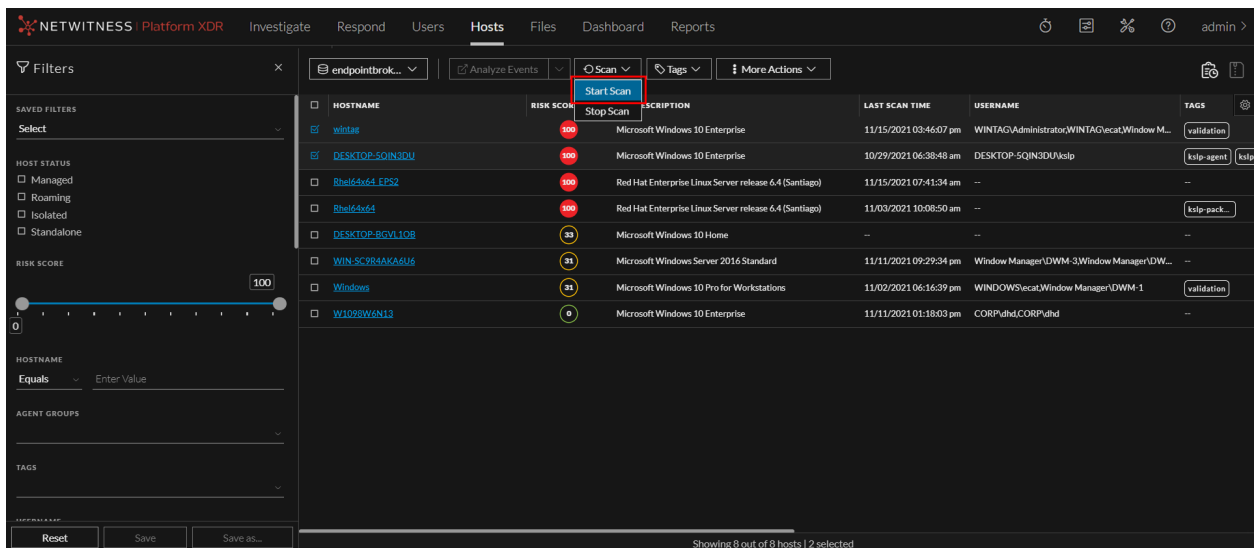 NETWITNESS | Platform XDR Investigate Respond Users Hosts Files Dashboard Reports admin >
Filters ×
endpointbrok... Analyze Events Scan Tags More Actions
Start Scan
Stop Scan
SAVED FILTERS
Select
HOST STATUS
Managed
Roaming
Isolated
Standalone
RISK SCORE
100
0
HOSTNAME
Equals Enter Value
AGENT GROUPS
TAGS
Reset Save Save as...
HOSTNAME RISK SCOR ESCRIPTION LAST SCAN TIME USERNAME TAGS
wintag 100 Microsoft Windows 10 Enterprise 11/15/2021 03:46:07 pm WINTAG\Administrator,WINTAG\ecat,Window M... validation
DESKTOP-5QIN3DU 100 Microsoft Windows 10 Enterprise 10/29/2021 06:38:48 am DESKTOP-5QIN3DU\kslp kslp-agent kslp
Rhel64x64_EPS2 100 Red Hat Enterprise Linux Server release 6.4 (Santiago) 11/15/2021 07:41:34 am -- --
Rhel64x64 100 Red Hat Enterprise Linux Server release 6.4 (Santiago) 11/03/2021 10:08:50 am -- kslp-pack...
DESKTOP-BGVL1OB 33 Microsoft Windows 10 Home -- -- --
WIN-SC9R4AKA6U6 31 Microsoft Windows Server 2016 Standard 11/11/2021 09:29:34 pm Window Manager\DWM-3,Window Manager\DW... --
Windows 31 Microsoft Windows 10 Pro for Workstations 11/02/2021 06:16:39 pm WINDOWS\ecat,Window Manager\DWM-1 validation
W1098W6N13 0 Microsoft Windows 10 Enterprise 11/11/2021 01:18:03 pm CORP\dhd,CORP\dhd --
Showing 8 out of 8 hosts | 2 selected